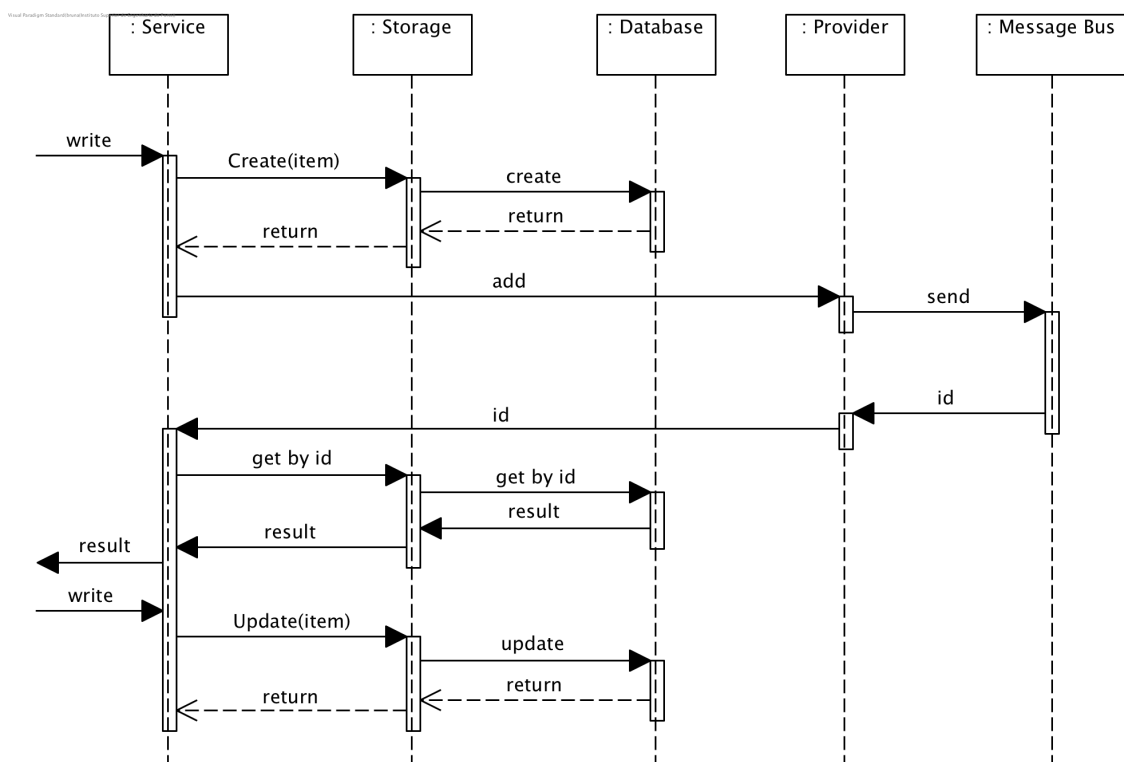 : Service
: Storage
: Database
: Provider
: Message Bus
write
Create(item)
create
return
return
add
send
id
id
get by id
get by id
result
result
result
write
Update(item)
update
return
return